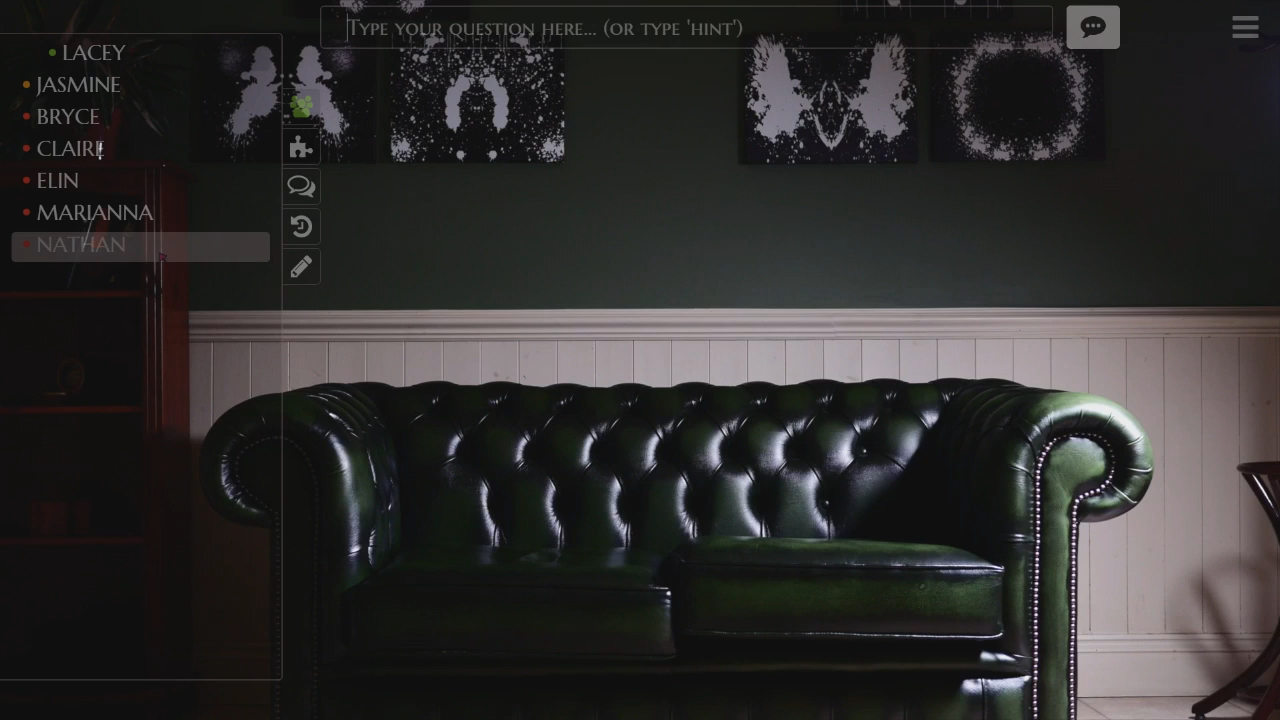 Type your question here... (or type 'hint')
LACEY
JASMINE
BRYCE
CLAIRE
ELIN
MARIANNA
NATHAN